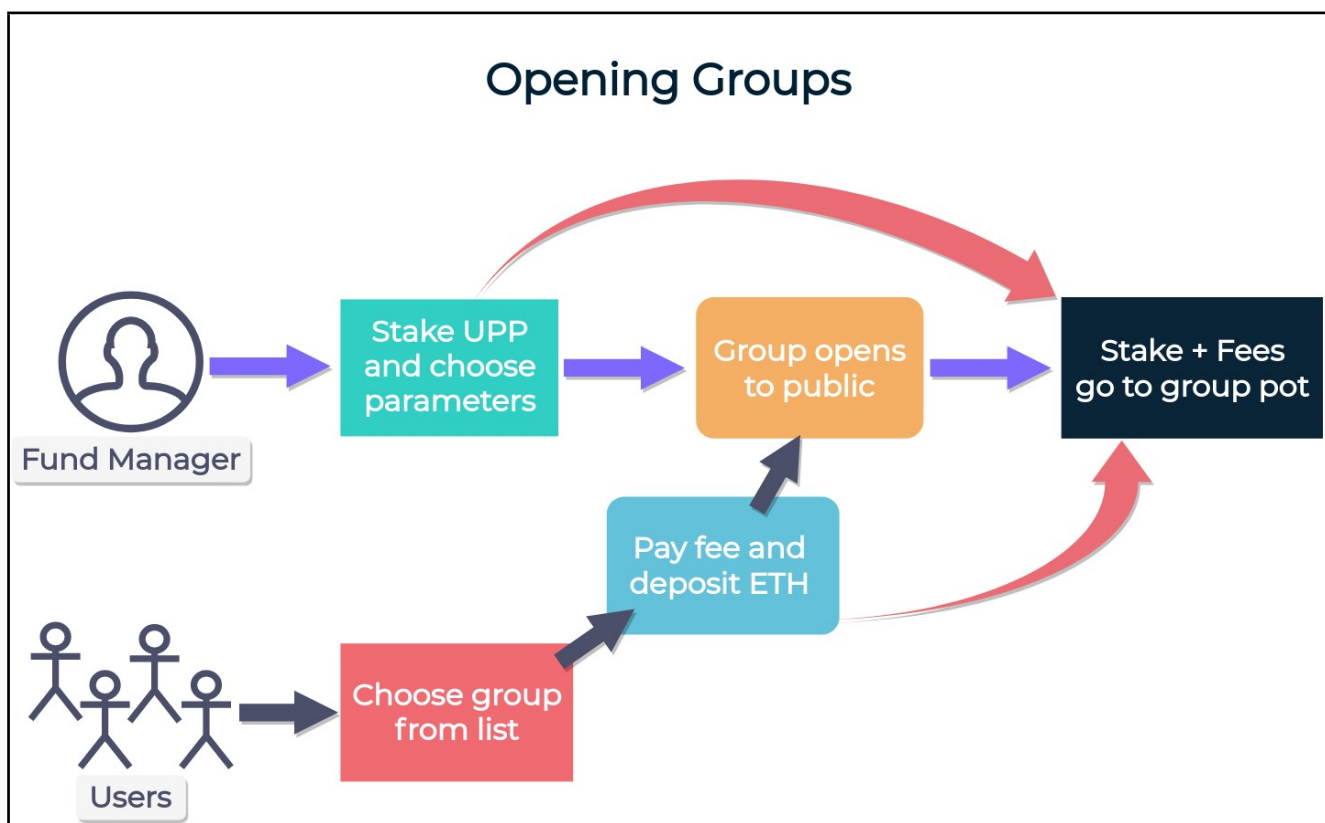 Opening Groups
Stake UPP
and choose
parameters
Group opens
to public
Stake + Fees
go to group pot
Fund Manager
Pay fee and
deposit ETH
Choose group
from list
Users